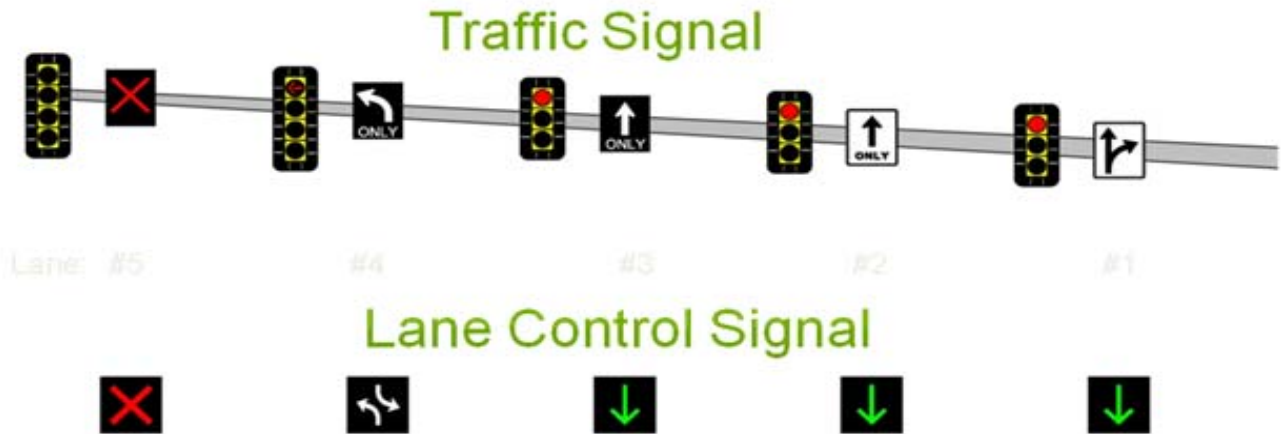 Traffic Signal
ONLY
ONLY
ONLY
Lane: #5 #4 #3 #2 #1
Lane Control Signal